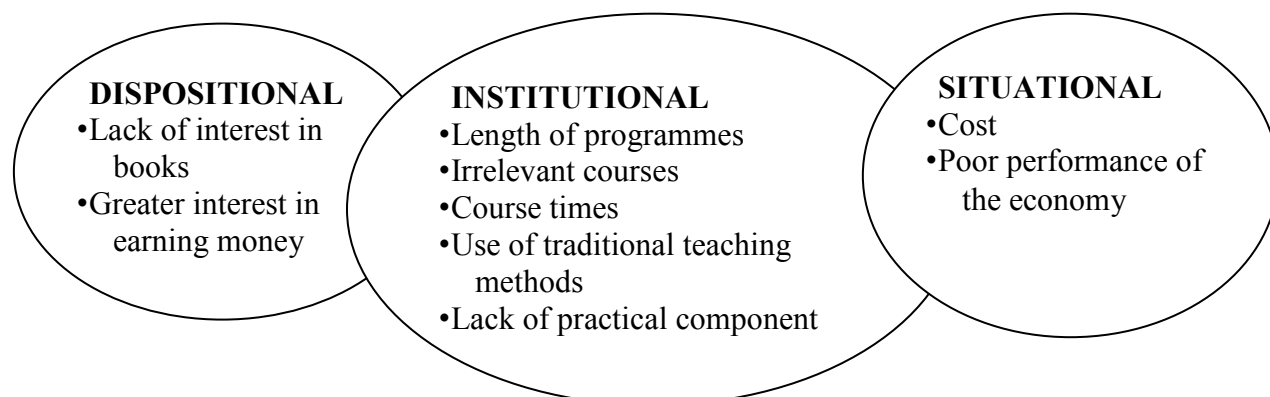 DISPOSITIONAL
•Lack of interest in
books
•Greater interest in
earning money
INSTITUTIONAL
•Length of programmes
•Irrelevant courses
•Course times
•Use of traditional teaching
methods
•Lack of practical component
SITUATIONAL
•Cost
•Poor performance of
the economy